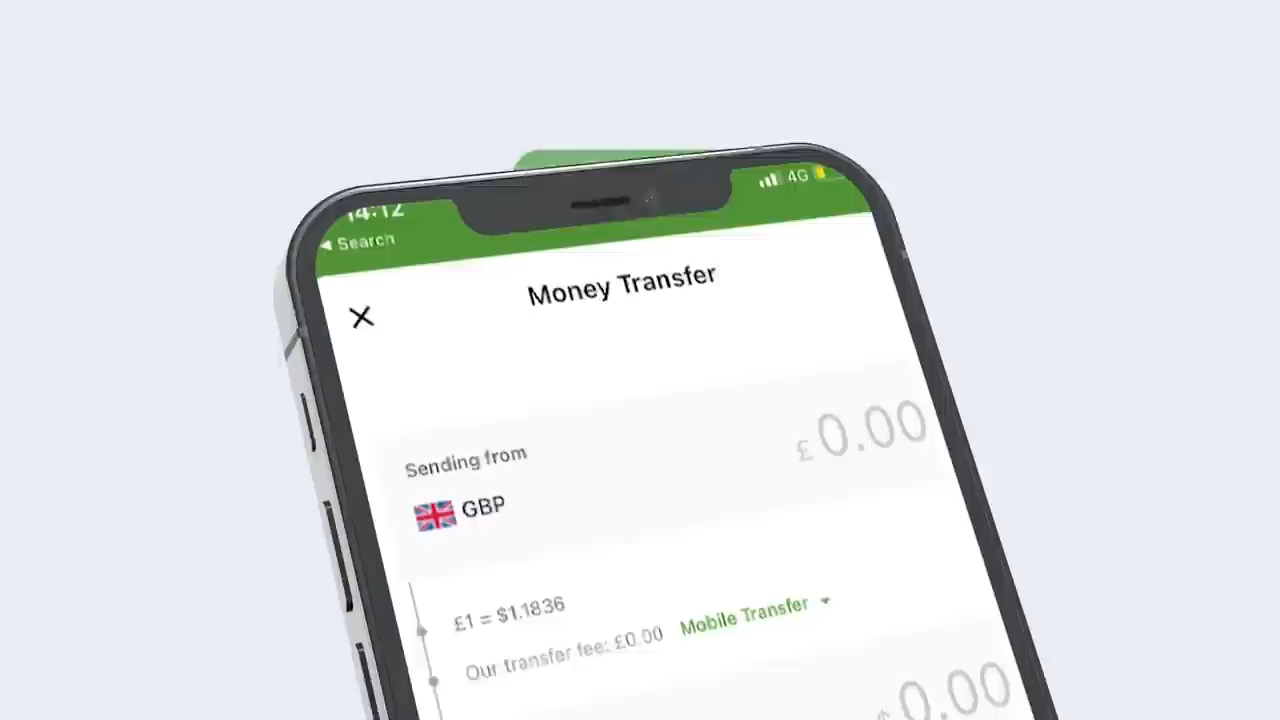 14:12
4G
◀ Search
Money Transfer
£0.00
Sending from
GBP
£1 = $1.1836
Our transfer fee: £0.00 Mobile Transfer
$0.00